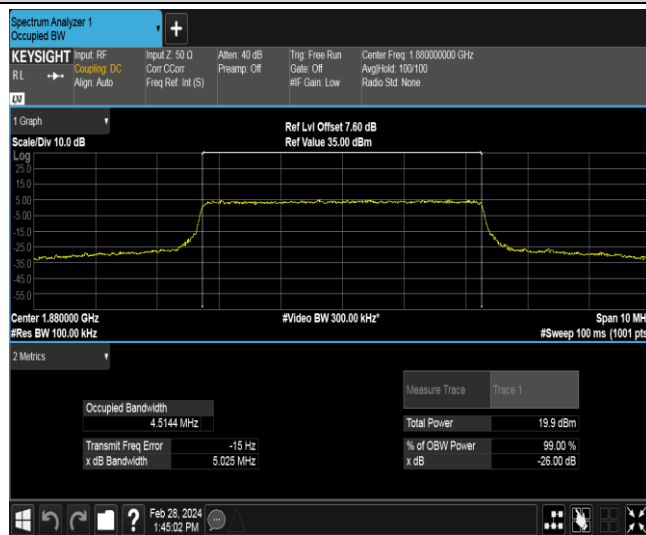 Spectrum Analyzer 1
Occupied BW
+
KEYSIGHT
RL
LXI
Input: RF
Coupling: DC
Align: Auto
Input Z: 50 Ω
Corr CCorr
Freq Ref: Int (S)
Atten: 40 dB
Preamp: Off
Trig: Free Run
Gate: Off
#IF Gain: Low
Center Freq: 1.880000000 GHz
Avg|Hold: 100/100
Radio Std: None
1 Graph
Scale/Div 10.0 dB
Ref Lvl Offset 7.60 dB
Ref Value 35.00 dBm
Log
25.0
15.0
5.00
-5.00
-15.0
-25.0
-35.0
-45.0
-55.0
Center 1.880000 GHz
#Res BW 100.00 kHz
#Video BW 300.00 kHz*
Span 10 MH
#Sweep 100 ms (1001 pts
2 Metrics
Measure Trace Trace 1
Occupied Bandwidth
4.5144 MHz
Total Power 19.9 dBm
Transmit Freq Error -15 Hz
% of OBW Power 99.00 %
x dB Bandwidth 5.025 MHz
x dB -26.00 dB
?
Feb 28, 2024
1:45:02 PM